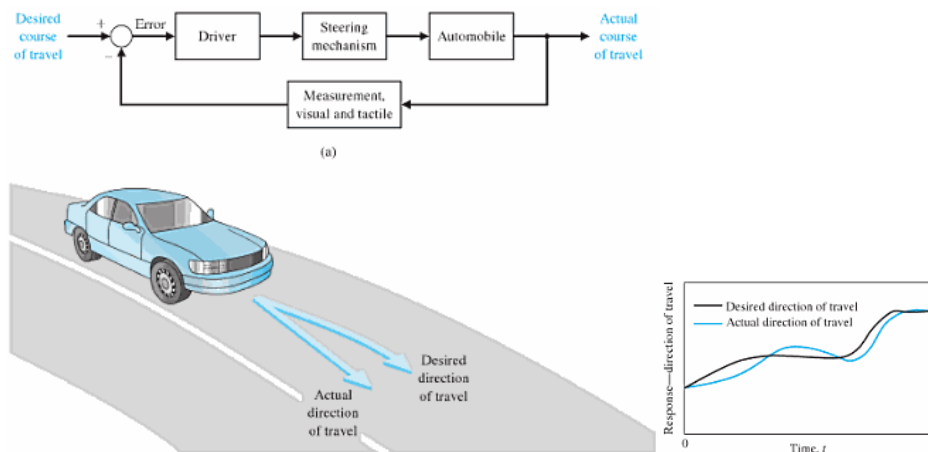 Desired
course
of travel
+
Error
−
Driver
Steering
mechanism
Automobile
Actual
course
of travel
Measurement,
visual and tactile
(a)
Desired
direction
of travel
Actual
direction
of travel
Response—direction of travel
Desired direction of travel
Actual direction of travel
0
Time, t